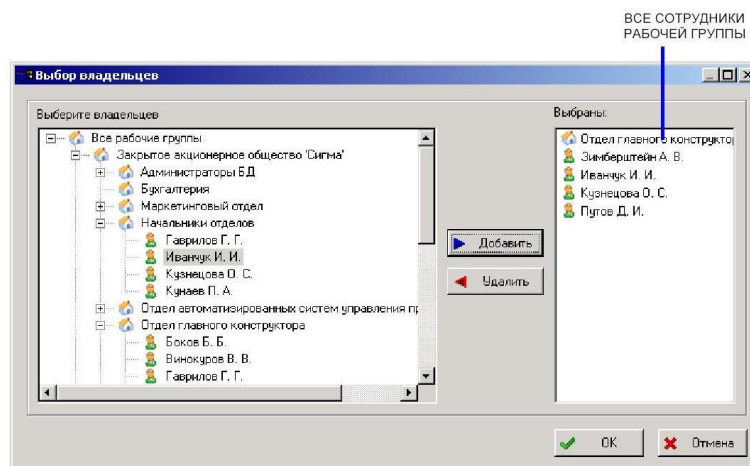 ВСЕ СОТРУДНИКИ
РАБОЧЕЙ ГРУППЫ
Выбор владельцев
Выберите владельцев
Все рабочие группы
Закрытое акционерное общество 'Сигма'
Администраторы БД
Бухгалтерия
Маркетинговый отдел
Начальники отделов
Гаврилов Г. Г.
Иванчук И. И.
Кузнецова О. С.
Кунаев П. А.
Отдел автоматизированных систем управления пр
Отдел главного конструктора
Боков Б. Б.
Винокуров В. В.
Гаврилов Г. Г.
Добавить
Удалить
Выбраны:
Отдел главного конструктор
Зимберштейн А. В.
Иванчук И. И.
Кузнецова О. С.
Путов Д. И.
OK
Отмена